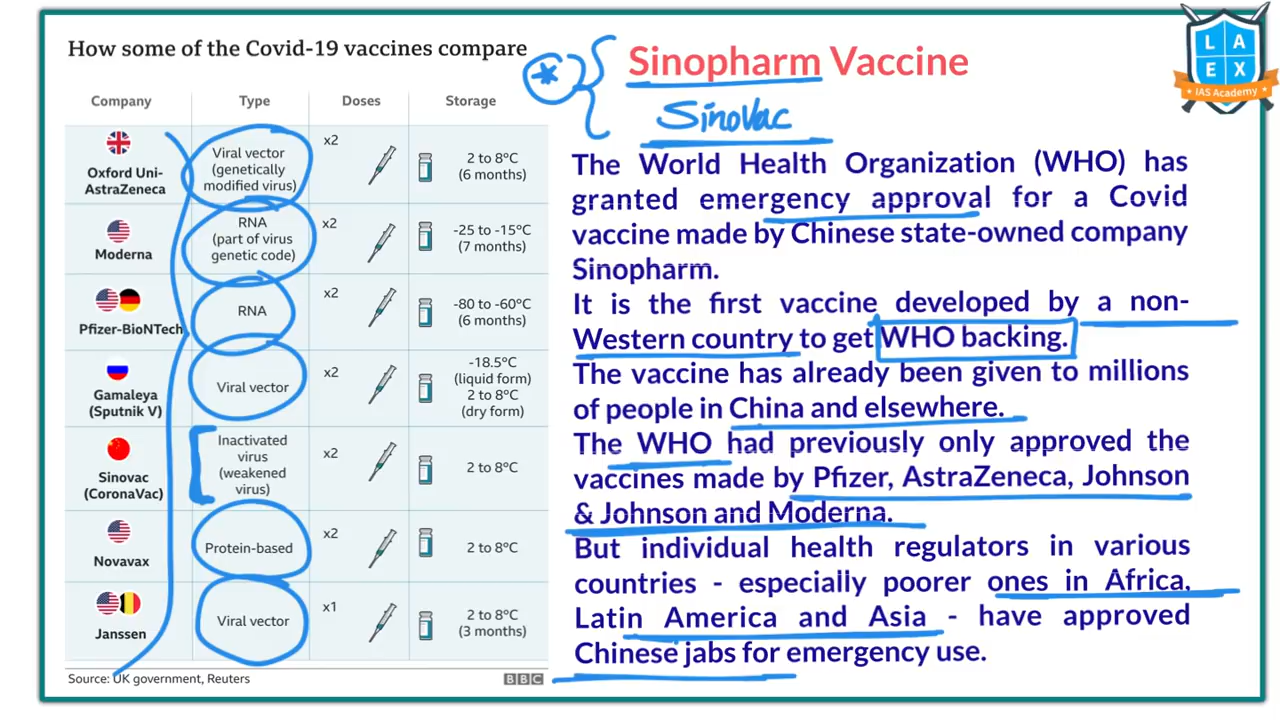 How some of the Covid-19 vaccines compare
Company Type Doses Storage
Oxford Uni-
AstraZeneca
Viral vector
(genetically
modified virus)
x2
2 to 8°C
(6 months)
Moderna
RNA
(part of virus
genetic code)
x2
-25 to -15°C
(7 months)
Pfizer-BioNTech
RNA
x2
-80 to -60°C
(6 months)
Gamaleya
(Sputnik V)
Viral vector
x2
-18.5°C
(liquid form)
2 to 8°C
(dry form)
Sinovac
(CoronaVac)
Inactivated
virus
(weakened
virus)
x2
2 to 8°C
Novavax
Protein-based
x2
2 to 8°C
Janssen
Viral vector
x1
2 to 8°C
(3 months)
Source: UK government, Reuters
BBC
Sinopharm Vaccine
SinoVac
The World Health Organization (WHO) has
granted emergency approval for a Covid
vaccine made by Chinese state-owned company
Sinopharm.
It is the first vaccine developed by a non-
Western country to get WHO backing.
The vaccine has already been given to millions
of people in China and elsewhere.
The WHO had previously only approved the
vaccines made by Pfizer, AstraZeneca, Johnson
& Johnson and Moderna.
But individual health regulators in various
countries - especially poorer ones in Africa,
Latin America and Asia - have approved
Chinese jabs for emergency use.
L A
E X
IAS Academy